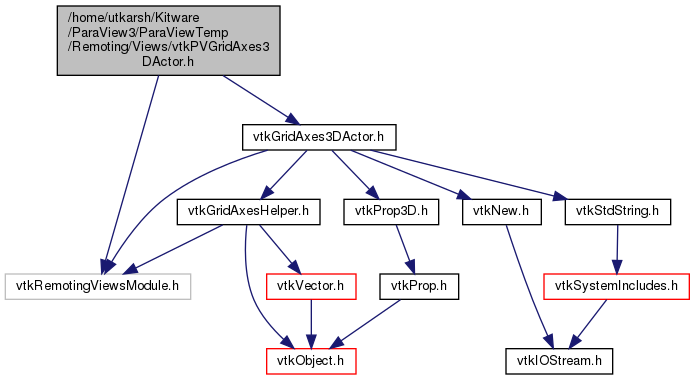 /home/utkarsh/Kitware
/ParaView3/ParaViewTemp
/Remoting/Views/vtkPVGridAxes3
DActor.h
vtkGridAxes3DActor.h
vtkGridAxesHelper.h
vtkProp3D.h
vtkNew.h
vtkStdString.h
vtkRemotingViewsModule.h
vtkVector.h
vtkProp.h
vtkSystemIncludes.h
vtkObject.h
vtkIOStream.h